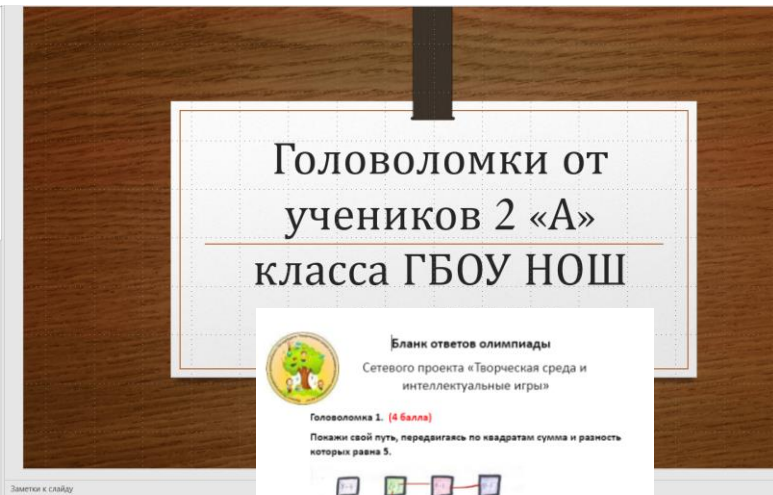 Головоломки от
учеников 2 «А»
класса ГБОУ НОШ
Бланк ответов олимпиады
Сетевого проекта «Творческая среда и
интеллектуальные игры»
Головоломка 1. (4 балла)
Покажи свой путь, передвигаясь по квадратам сумма и разность
которых равна 5.
Заметки к слайду